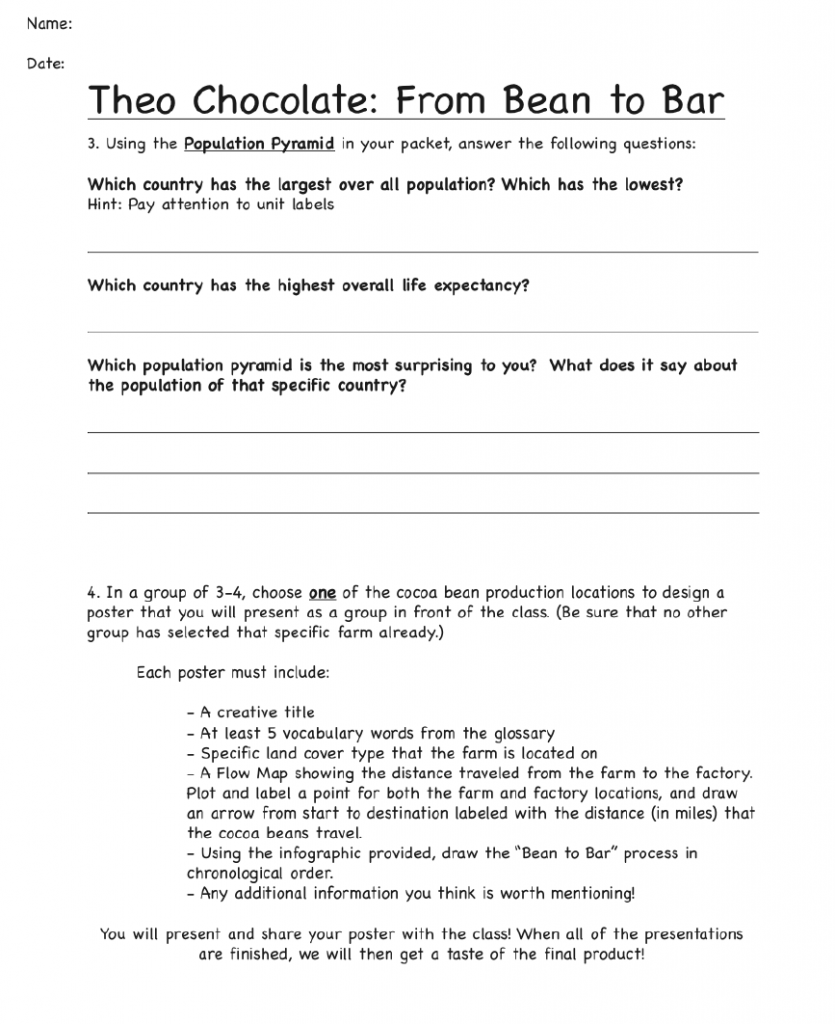 Name:
Date:
Theo Chocolate: From Bean to Bar
3. Using the Population Pyramid in your packet, answer the following questions:
Which country has the largest over all population? Which has the lowest?
Hint: Pay attention to unit labels
Which country has the highest overall life expectancy?
Which population pyramid is the most surprising to you? What does it say about
the population of that specific country?
4. In a group of 3-4, choose one of the cocoa bean production locations to design a
poster that you will present as a group in front of the class. (Be sure that no other
group has selected that specific farm already.)
Each poster must include:
- A creative title
- At least 5 vocabulary words from the glossary
- Specific land cover type that the farm is located on
- A Flow Map showing the distance traveled from the farm to the factory.
Plot and label a point for both the farm and factory locations, and draw
an arrow from start to destination labeled with the distance (in miles) that
the cocoa beans travel.
- Using the infographic provided, draw the "Bean to Bar" process in
chronological order.
- Any additional information you think is worth mentioning!
You will present and share your poster with the class! When all of the presentations
are finished, we will then get a taste of the final product!